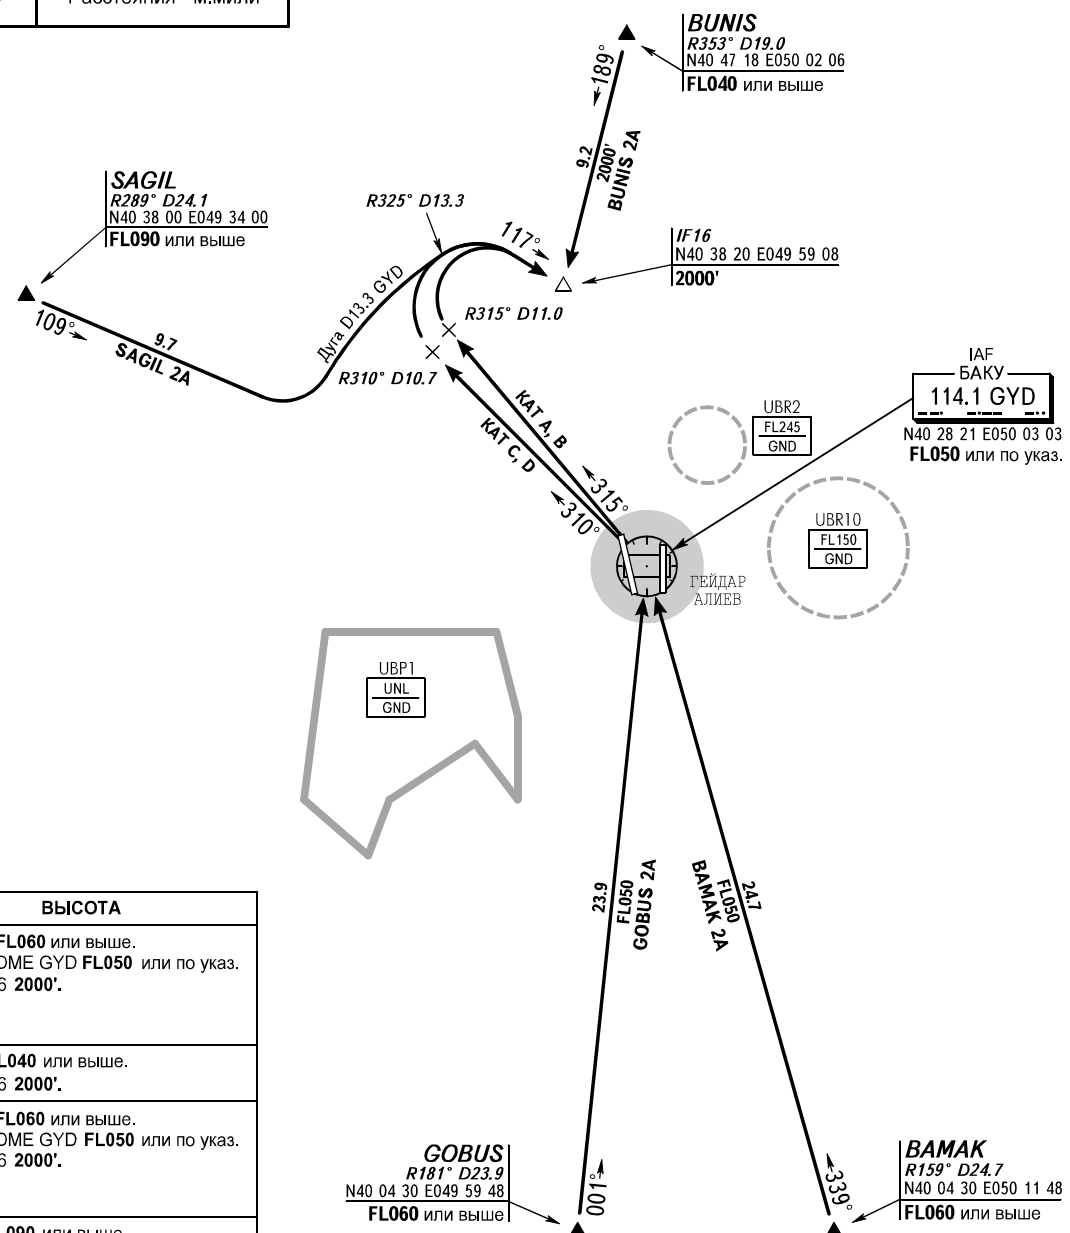 Расстояния - м.мили
BUNIS
R353° D19.0
N40 47 18 E050 02 06
FL040 или выше
189°
9.2
2000'
BUNIS 2A
SAGIL
R289° D24.1
N40 38 00 E049 34 00
FL090 или выше
R325° D13.3
117°
IF16
N40 38 20 E049 59 08
2000'
109°
9.7
SAGIL 2A
Дуга D13.3 GYD
R315° D11.0
R310° D10.7
КАТ A, B
КАТ C, D
315°
310°
IAF
БАКУ
114.1 GYD
N40 28 21 E050 03 03
FL050 или по указ.
UBR2
FL245
GND
UBR10
FL150
GND
ГЕЙДАР
АЛИЕВ
UBP1
UNL
GND
23.9
FL050
GOBUS 2A
24.7
FL050
BAMAK 2A
ВЫСОТА
FL060 или выше.
DME GYD FL050 или по указ.
6 2000'.
FL040 или выше.
6 2000'.
FL060 или выше.
DME GYD FL050 или по указ.
6 2000'.
FL090 или выше.
GOBUS
R181° D23.9
N40 04 30 E049 59 48
FL060 или выше
001°
BAMAK
R159° D24.7
N40 04 30 E050 11 48
FL060 или выше
339°